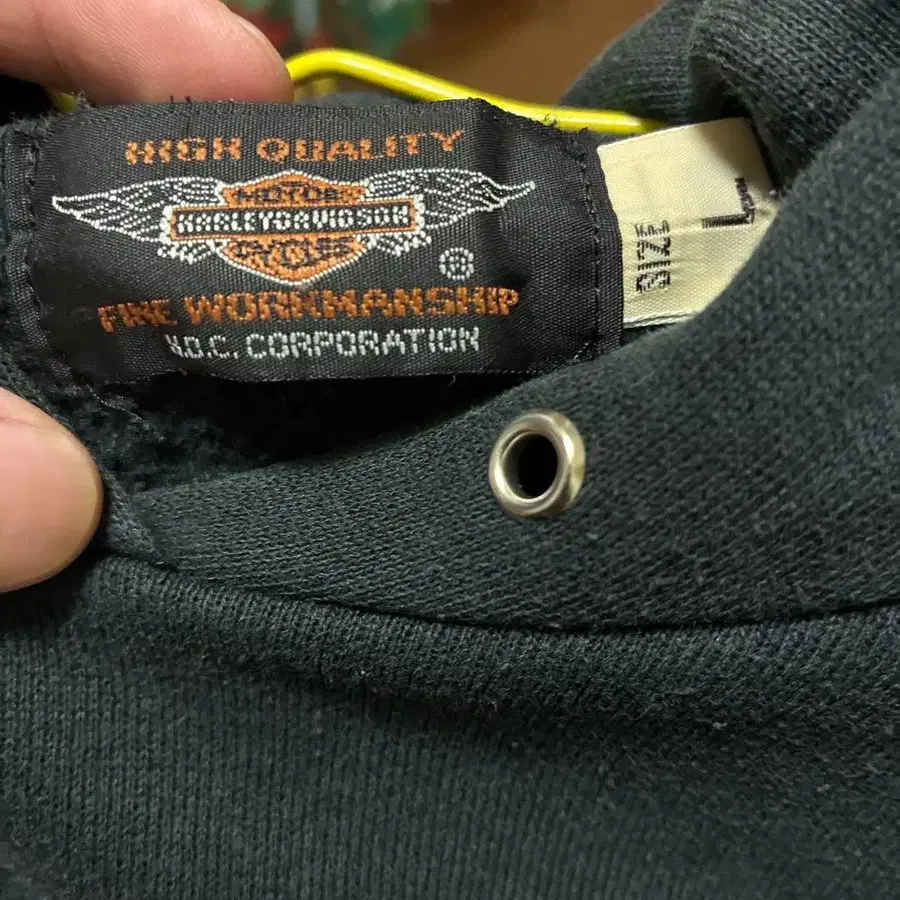 HIGH QUALITY
MOTOR
HARLEY-DAVIDSON
CYCLES
®
FINE WORKMANSHIP
CORPORATION
SIZE L